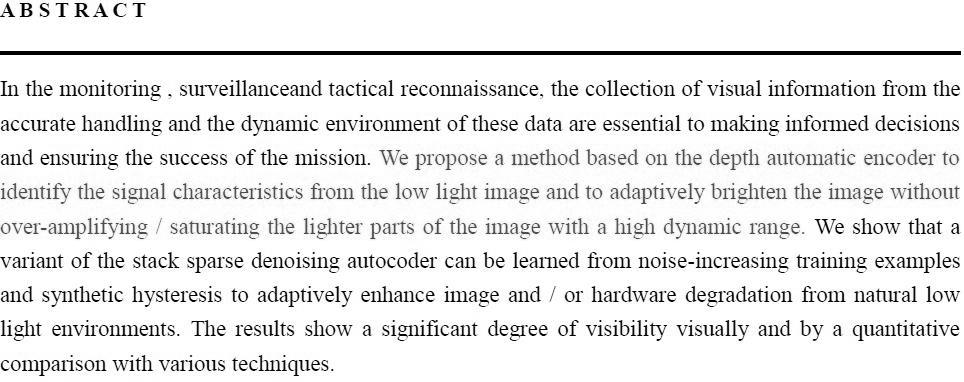 ABSTRACT
In the monitoring , surveillanceand tactical reconnaissance, the collection of visual information from the
accurate handling and the dynamic environment of these data are essential to making informed decisions
and ensuring the success of the mission. We propose a method based on the depth automatic encoder to
identify the signal characteristics from the low light image and to adaptively brighten the image without
over-amplifying / saturating the lighter parts of the image with a high dynamic range. We show that a
variant of the stack sparse denoising autocoder can be learned from noise-increasing training examples
and synthetic hysteresis to adaptively enhance image and / or hardware degradation from natural low
light environments. The results show a significant degree of visibility visually and by a quantitative
comparison with various techniques.